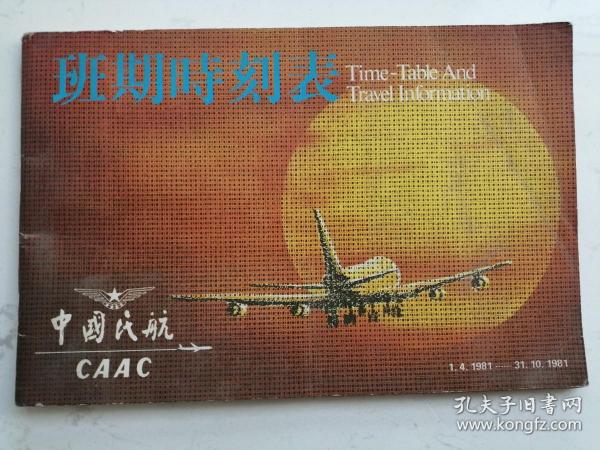 班期時刻表
Time-Table And
Travel Information
中國民航
CAAC
1. 4. 1981 ····· 31. 10. 1981
孔夫子旧书网
www.kongfz.com